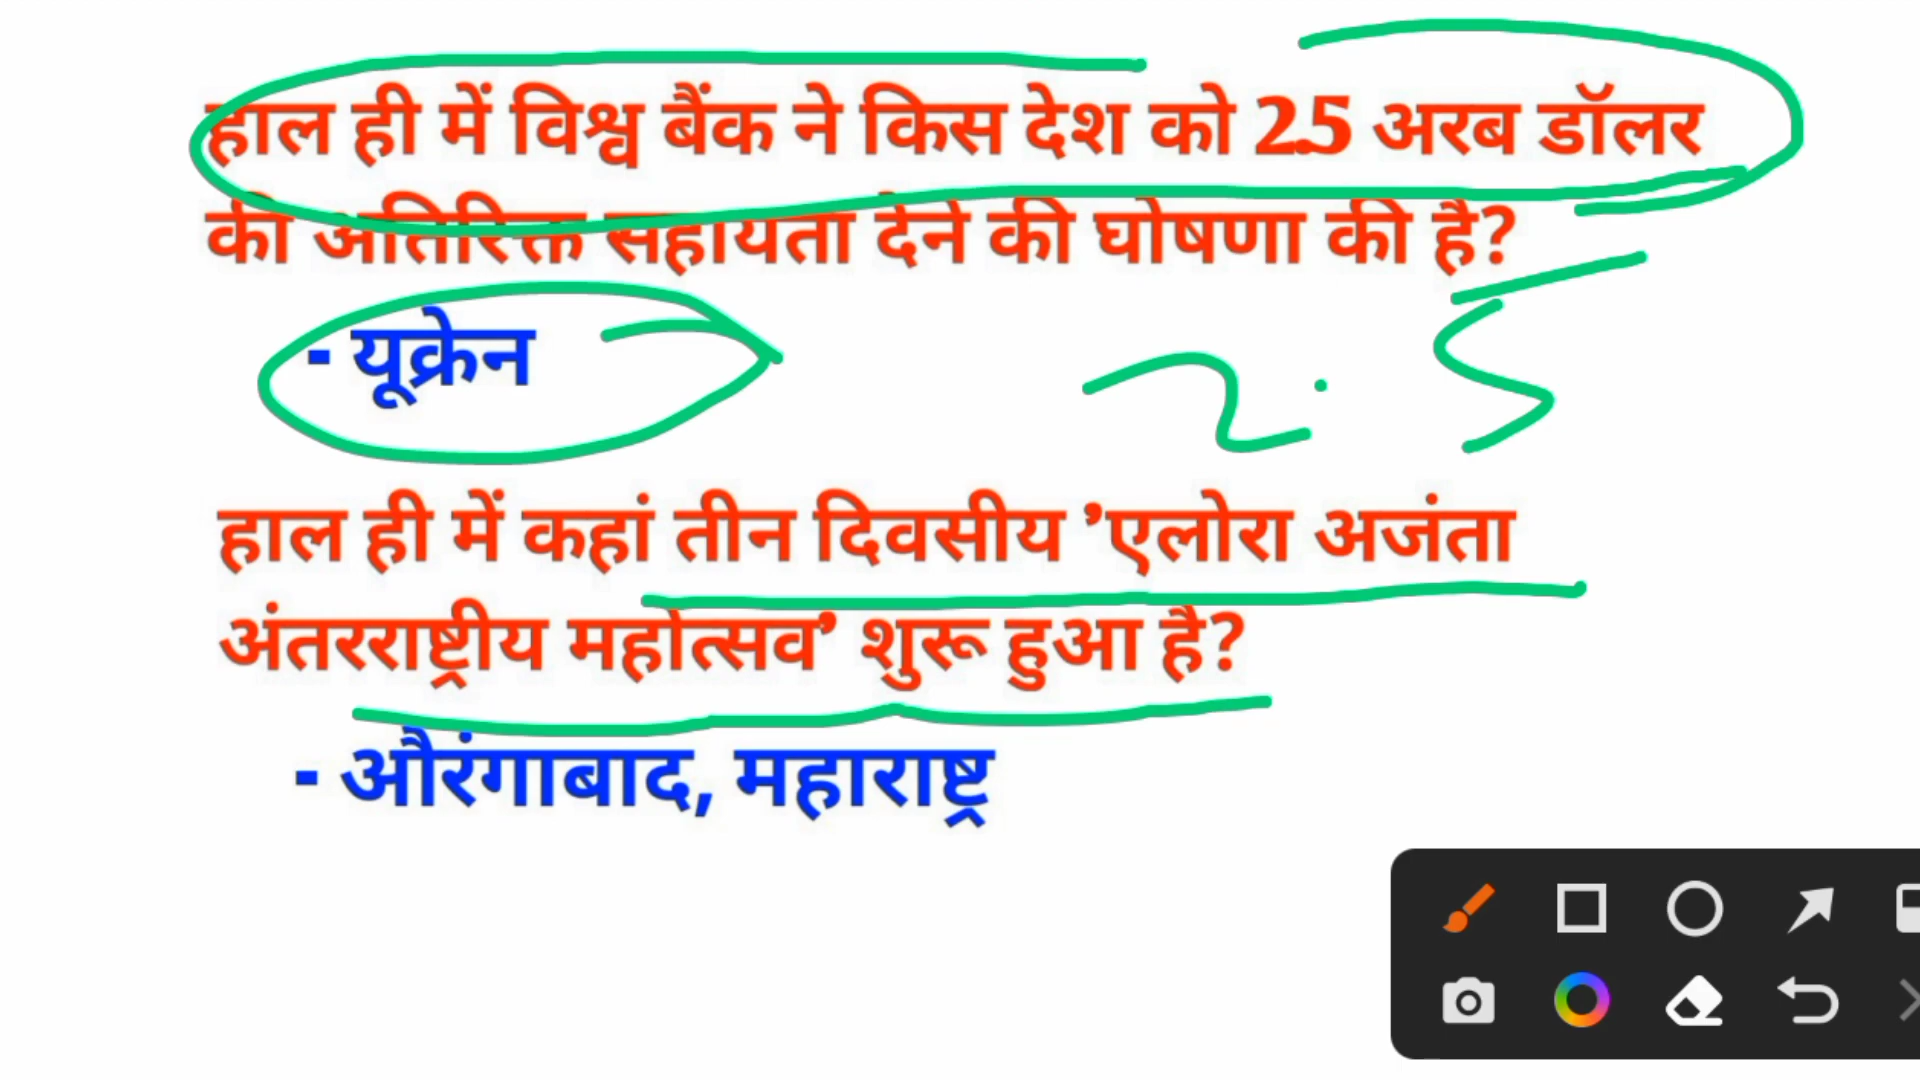 हाल ही में विश्व बैंक ने किस देश को 2.5 अरब डॉलर
की अतिरिक्त सहायता देने की घोषणा की है?
- यूक्रेन
2.5
हाल ही में कहां तीन दिवसीय ’एलोरा अजंता
अंतरराष्ट्रीय महोत्सव’ शुरू हुआ है?
- औरंगाबाद, महाराष्ट्र